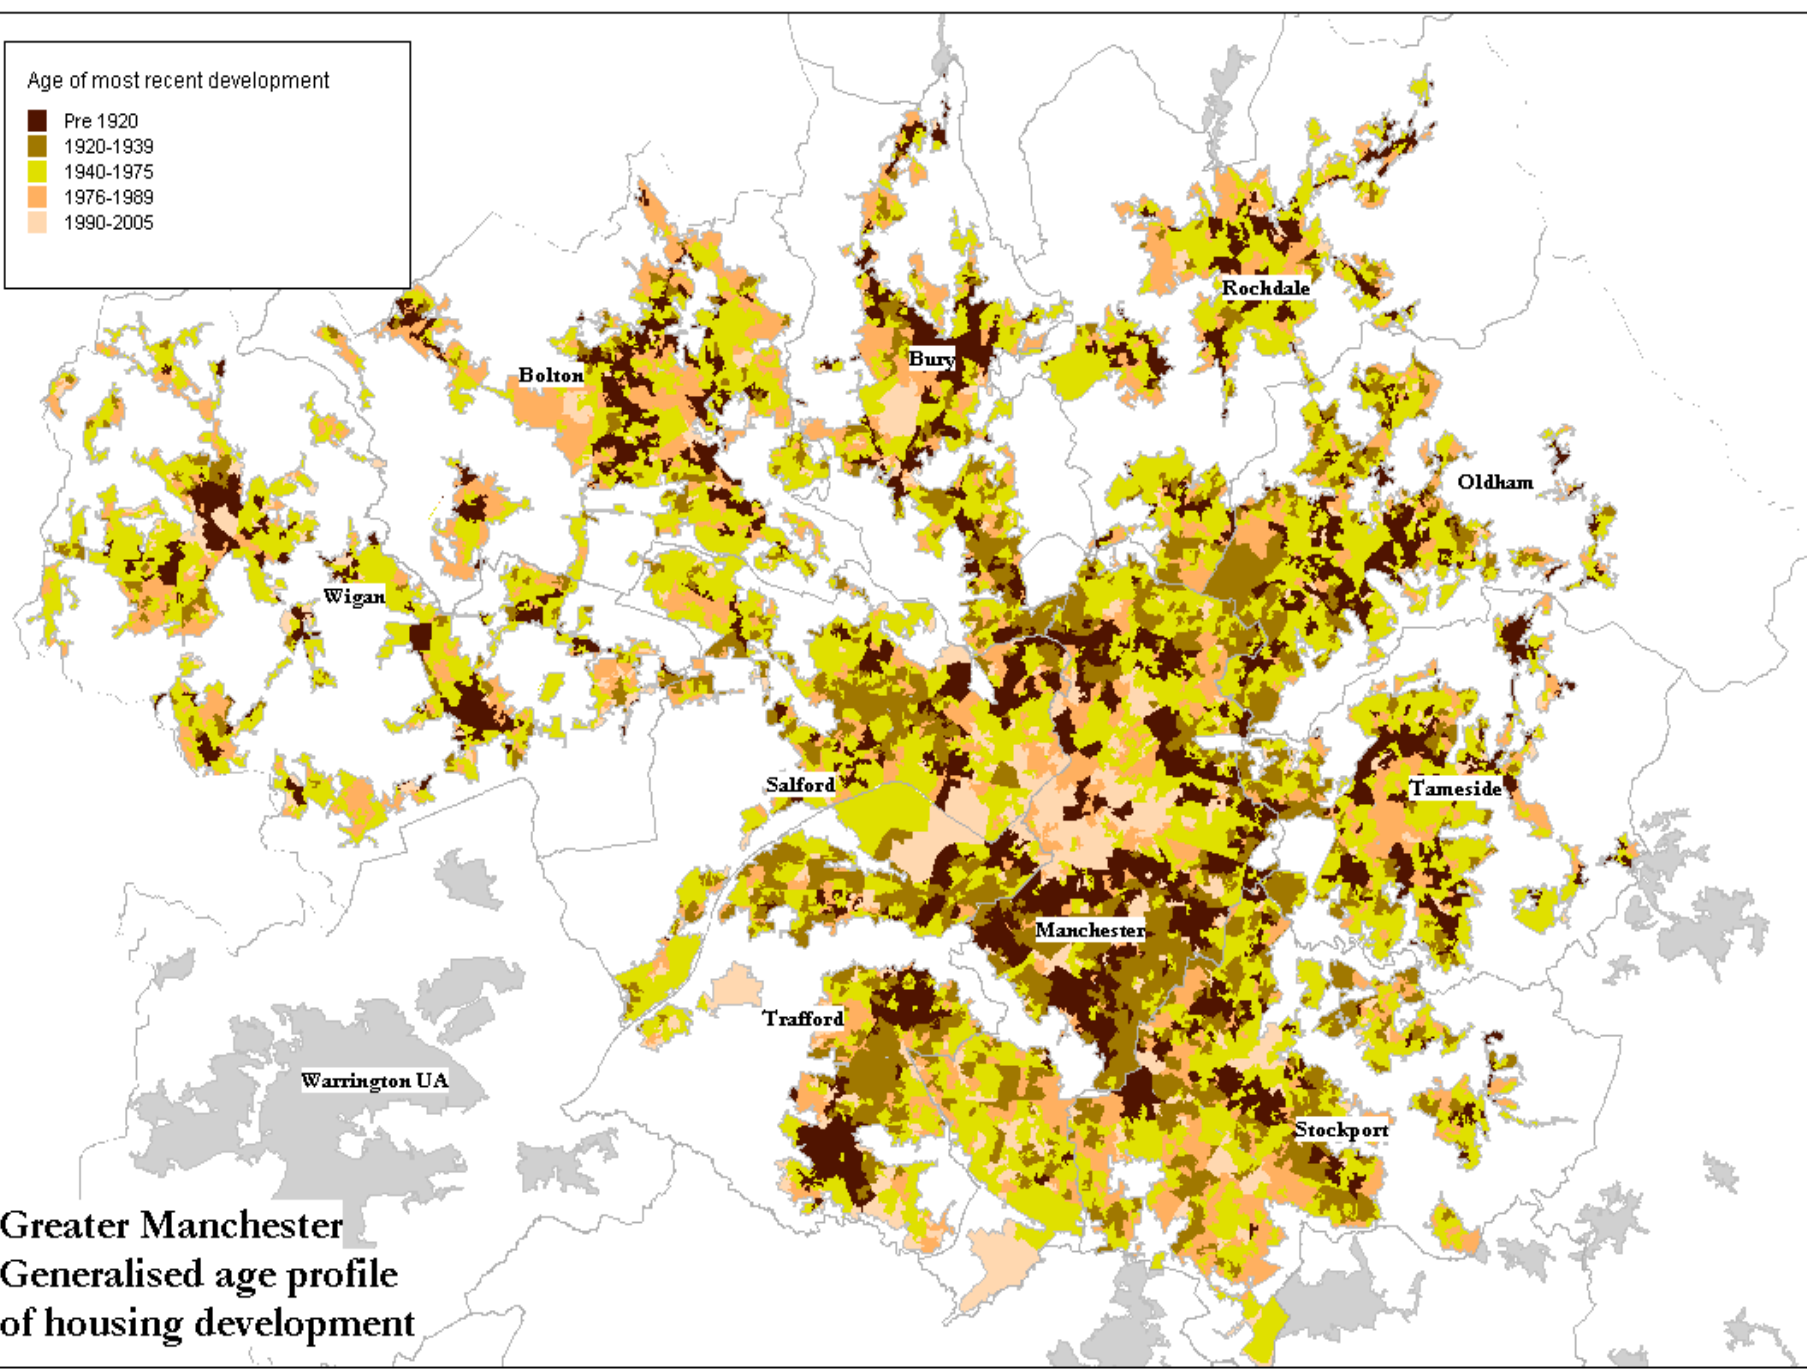 Age of most recent development
Pre 1920
1920-1939
1940-1975
1976-1989
1990-2005
Rochdale
Bury
Bolton
Oldham
Wigan
Salford
Tameside
Manchester
Trafford
Warrington UA
Stockport
Greater Manchester
Generalised age profile
of housing development